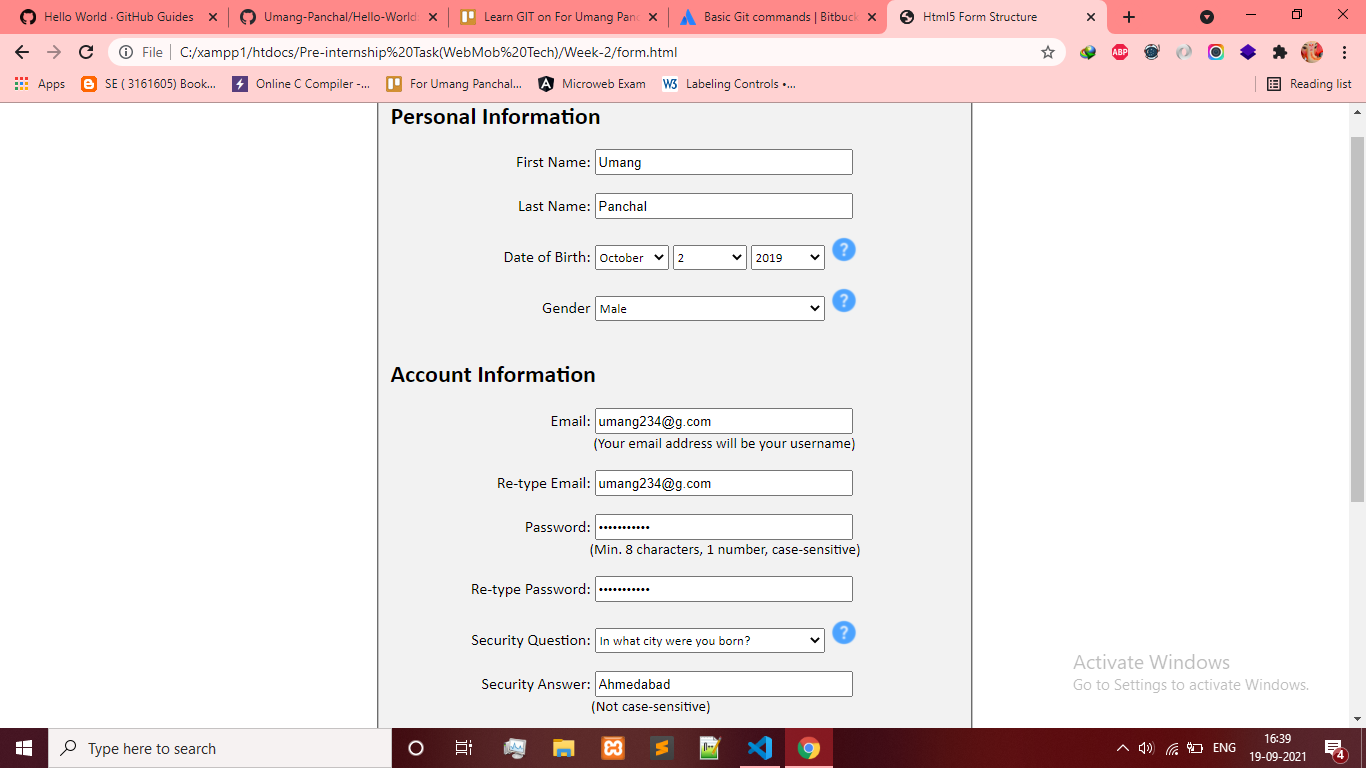 Hello World · GitHub Guides
Umang-Panchal/Hello-World
Learn GIT on For Umang Panc
Basic Git commands | Bitbuck
Html5 Form Structure
File
C:/xampp1/htdocs/Pre-internship%20Task(WebMob%20Tech)/Week-2/form.html
ABP
Apps
SE ( 3161605) Book...
Online C Compiler -...
For Umang Panchal...
Microweb Exam
W3 Labeling Controls •...
Reading list
Personal Information
First Name: Umang
Last Name: Panchal
Date of Birth: October 2 2019 ?
Gender Male ?
Account Information
Email: umang234@g.com
(Your email address will be your username)
Re-type Email: umang234@g.com
Password: •••••••••••
(Min. 8 characters, 1 number, case-sensitive)
Re-type Password: •••••••••••
Security Question: In what city were you born? ?
Security Answer: Ahmedabad
(Not case-sensitive)
Activate Windows
Go to Settings to activate Windows.
Type here to search
ENG
16:39
19-09-2021
4